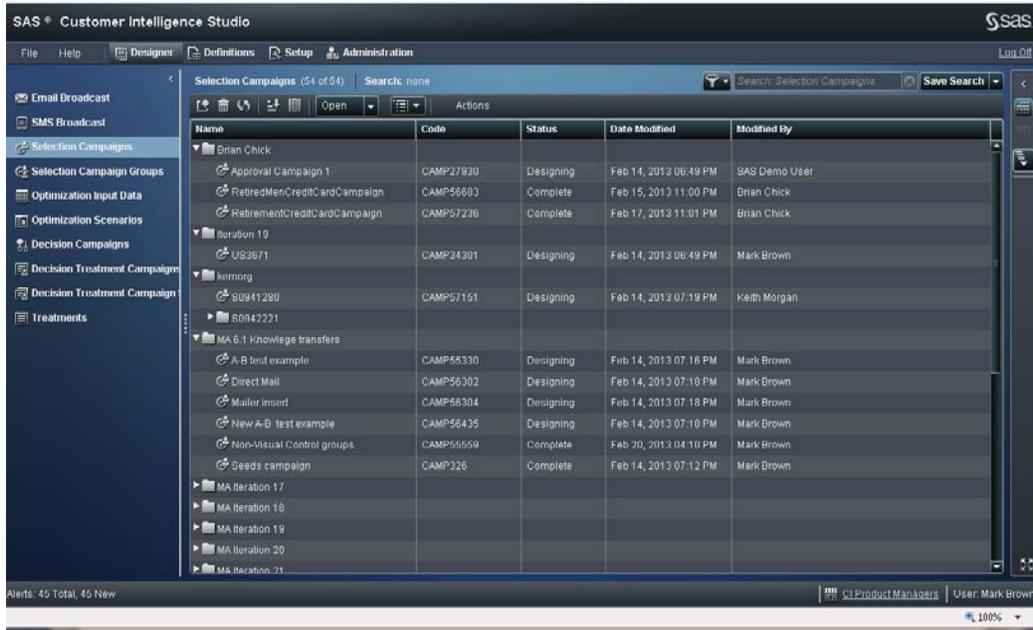 SAS ® Customer Intelligence Studio
sas
File Help Designer Definitions Setup Administration Log Off
Email Broadcast
SMS Broadcast
Selection Campaigns
Selection Campaign Groups
Optimization Input Data
Optimization Scenarios
Decision Campaigns
Decision Treatment Campaigns
Decision Treatment Campaign
Treatments
Selection Campaigns (54 of 54) Search: none Search: Selection Campaigns Save Search
Open Actions
Name Code Status Date Modified Modified By
Brian Chick
Approval Campaign 1 CAMP27930 Designing Feb 14, 2013 06:49 PM SAS Demo User
RetiredMenCreditCardCampaign CAMP56683 Complete Feb 15, 2013 11:00 PM Brian Chick
RetirementCreditCardCampaign CAMP57236 Complete Feb 17, 2013 11:01 PM Brian Chick
Iteration 19
US3671 CAMP34301 Designing Feb 14, 2013 06:49 PM Mark Brown
kemorg
S0941280 CAMP57151 Designing Feb 14, 2013 07:19 PM Keith Morgan
S0942221
MA 6.1 Knowlege transfers
A-B test example CAMP55330 Designing Feb 14, 2013 07:16 PM Mark Brown
Direct Mail CAMP56302 Designing Feb 14, 2013 07:18 PM Mark Brown
Mailer insert CAMP56304 Designing Feb 14, 2013 07:18 PM Mark Brown
New A-B test example CAMP56435 Designing Feb 14, 2013 07:18 PM Mark Brown
Non-Visual Control groups CAMP55559 Complete Feb 20, 2013 04:10 PM Mark Brown
Seeds campaign CAMP326 Complete Feb 14, 2013 07:12 PM Mark Brown
MA Iteration 17
MA Iteration 18
MA Iteration 19
MA Iteration 20
MA Iteration 21
Alerts: 45 Total, 45 New CI Product Managers User: Mark Brown
100%